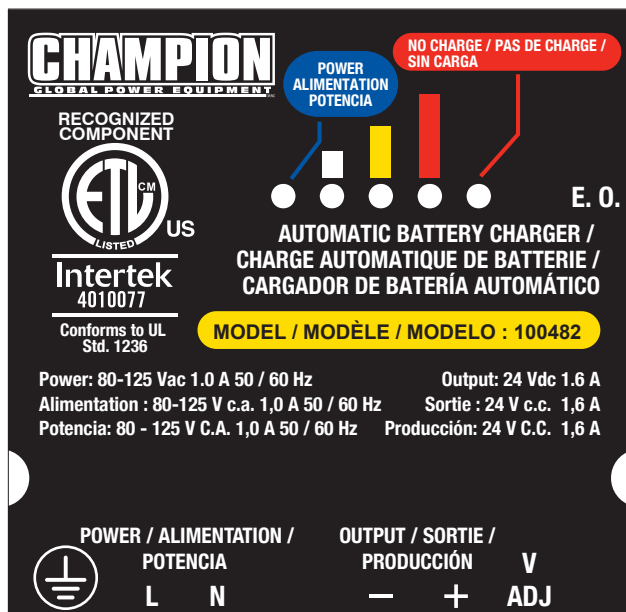 CHAMPION
GLOBAL POWER EQUIPMENT
POWER
ALIMENTATION
POTENCIA
NO CHARGE / PAS DE CHARGE /
SIN CARGA
RECOGNIZED
COMPONENT
ETL
CM
LISTED
US
Intertek
4010077
Conforms to UL
Std. 1236
E. O.
AUTOMATIC BATTERY CHARGER /
CHARGE AUTOMATIQUE DE BATTERIE /
CARGADOR DE BATERÍA AUTOMÁTICO
MODEL / MODÈLE / MODELO : 100482
Power: 80-125 Vac 1.0 A 50 / 60 Hz Output: 24 Vdc 1.6 A
Alimentation : 80-125 V c.a. 1,0 A 50 / 60 Hz Sortie : 24 V c.c. 1,6 A
Potencia: 80 - 125 V C.A. 1,0 A 50 / 60 Hz Producción: 24 V C.C. 1,6 A
POWER / ALIMENTATION /
POTENCIA
L N
OUTPUT / SORTIE /
PRODUCCIÓN
− +
V
ADJ